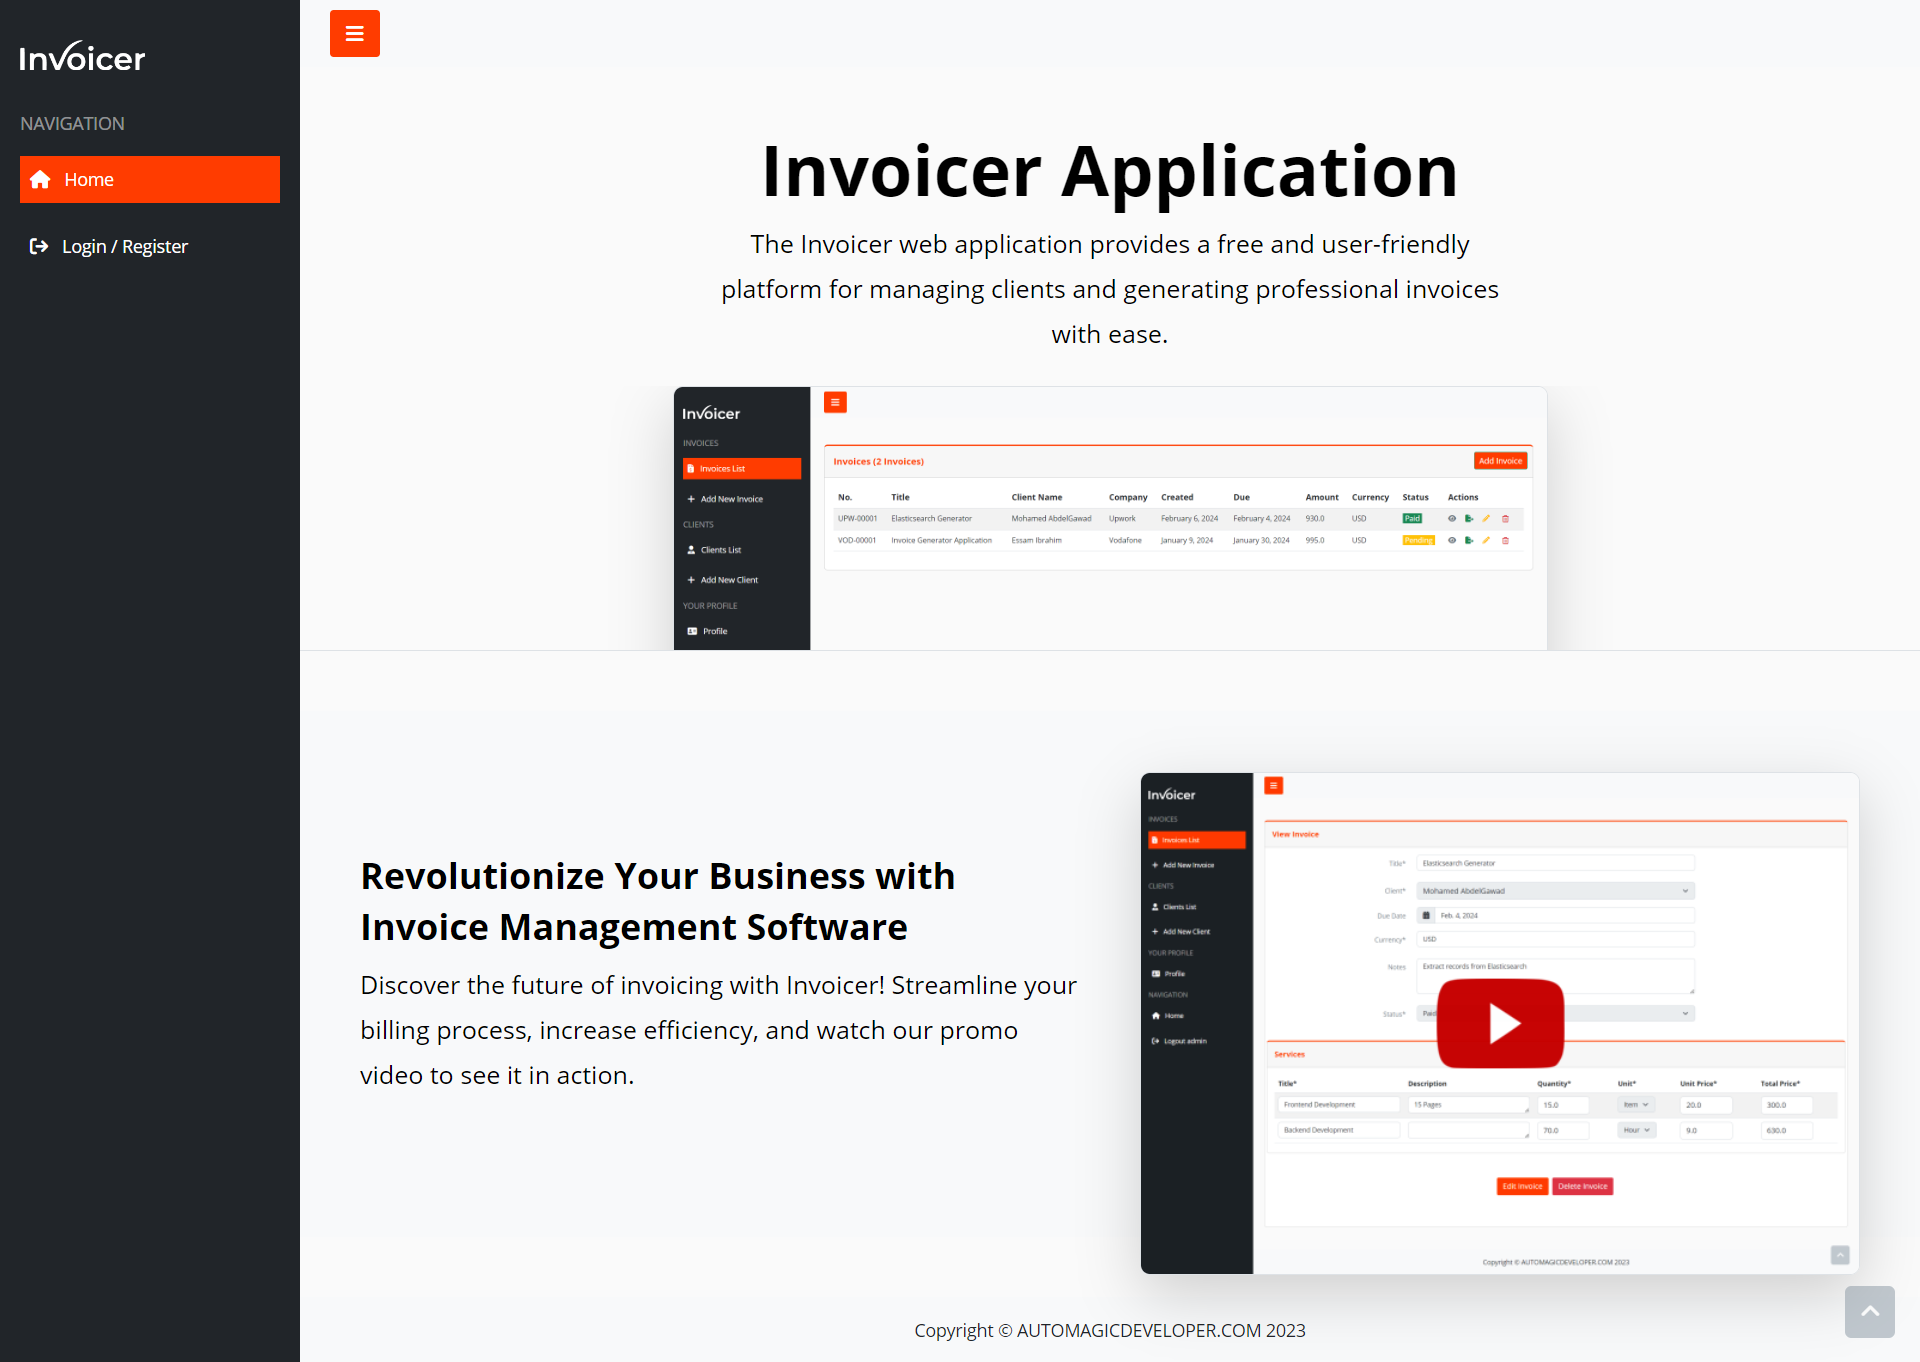 Invoicer
NAVIGATION
Home
Login / Register
Invoicer Application
The Invoicer web application provides a free and user-friendly
platform for managing clients and generating professional invoices
with ease.
Invoicer
INVOICES
Invoices List
Add New Invoice
CLIENTS
Clients List
Add New Client
YOUR PROFILE
Profile
Invoices (2 Invoices)
Add Invoice
No. Title Client Name Company Created Due Amount Currency Status Actions
UPW-00001 Elasticsearch Generator Mohamed AbdelGawad Upwork February 6, 2024 February 4, 2024 930.0 USD Paid
VOD-00001 Invoice Generator Application Essam Ibrahim Vodafone January 9, 2024 January 30, 2024 995.0 USD Pending
Revolutionize Your Business with
Invoice Management Software
Discover the future of invoicing with Invoicer! Streamline your
billing process, increase efficiency, and watch our promo
video to see it in action.
Invoicer
INVOICES
Invoices List
Add New Invoice
CLIENTS
Clients List
Add New Client
YOUR PROFILE
Profile
NAVIGATION
Home
Logout admin
View Invoice
Title* Elasticsearch Generator
Client* Mohamed AbdelGawad
Due Date Feb. 4, 2024
Currency* USD
Notes Extract records from Elasticsearch
Status* Paid
Services
Title* Description Quantity* Unit* Unit Price* Total Price*
Frontend Development 15 Pages 15.0 Item 20.0 300.0
Backend Development 70.0 Hour 9.0 630.0
Edit Invoice Delete Invoice
Copyright © AUTOMAGICDEVELOPER.COM 2023
Copyright © AUTOMAGICDEVELOPER.COM 2023